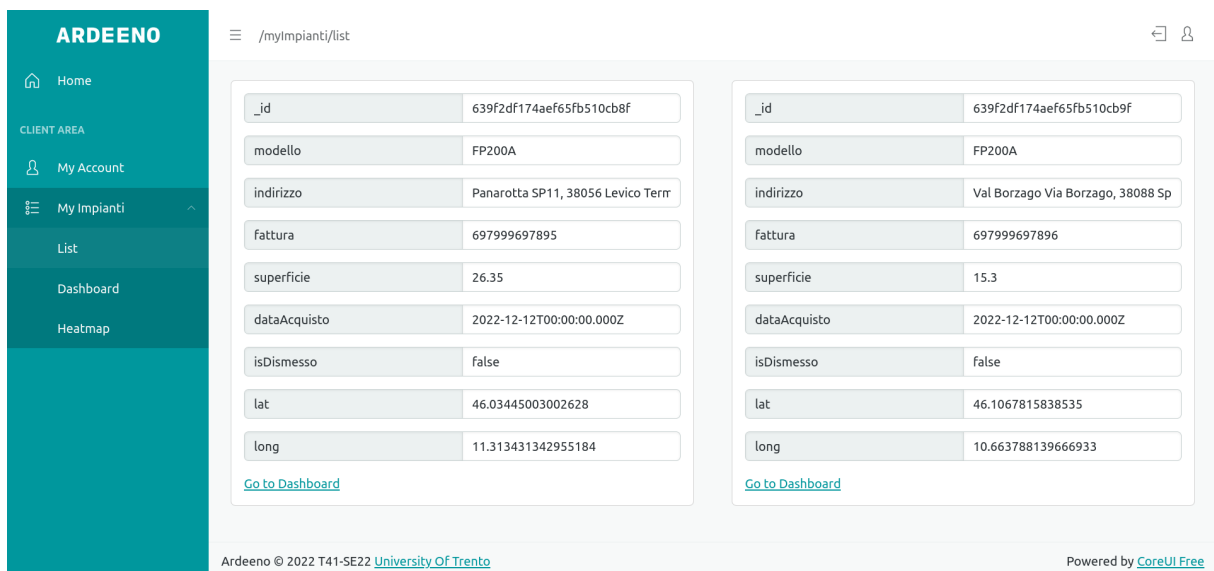 ARDEENO
/myImpianti/list
Home
CLIENT AREA
My Account
My Impianti
List
Dashboard
Heatmap
_id 639f2df174aef65fb510cb8f
modello FP200A
indirizzo Panarotta SP11, 38056 Levico Term
fattura 697999697895
superficie 26.35
dataAcquisto 2022-12-12T00:00:00.000Z
isDismesso false
lat 46.03445003002628
long 11.313431342955184
Go to Dashboard
_id 639f2df174aef65fb510cb9f
modello FP200A
indirizzo Val Borzago Via Borzago, 38088 Sp
fattura 697999697896
superficie 15.3
dataAcquisto 2022-12-12T00:00:00.000Z
isDismesso false
lat 46.1067815838535
long 10.663788139666933
Go to Dashboard
Ardeeno © 2022 T41-SE22 University Of Trento
Powered by CoreUI Free